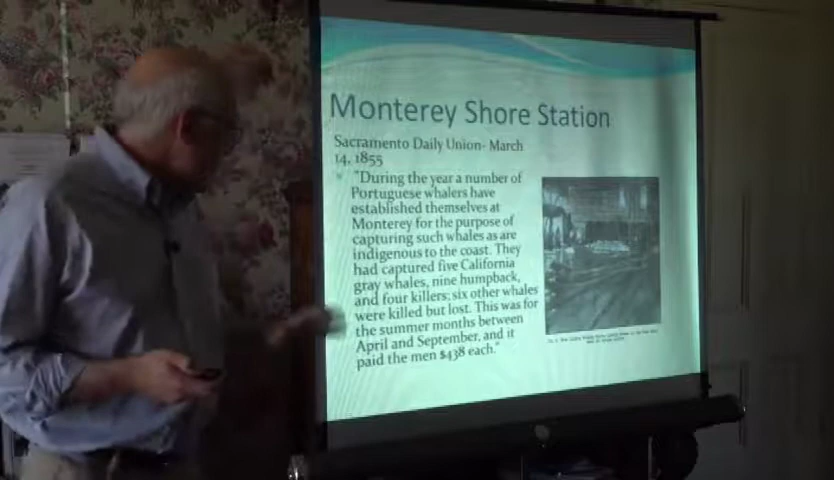 Monterey Shore Station
Sacramento Daily Union- March
14, 1855
"During the year a number of
Portuguese whalers have
established themselves at
Monterey for the purpose of
capturing such whales as are
indigenous to the coast. They
had captured five California
gray whales, nine humpback,
and four killers; six other whales
were killed but lost. This was for
the summer months between
April and September, and it
paid the men $438 each."